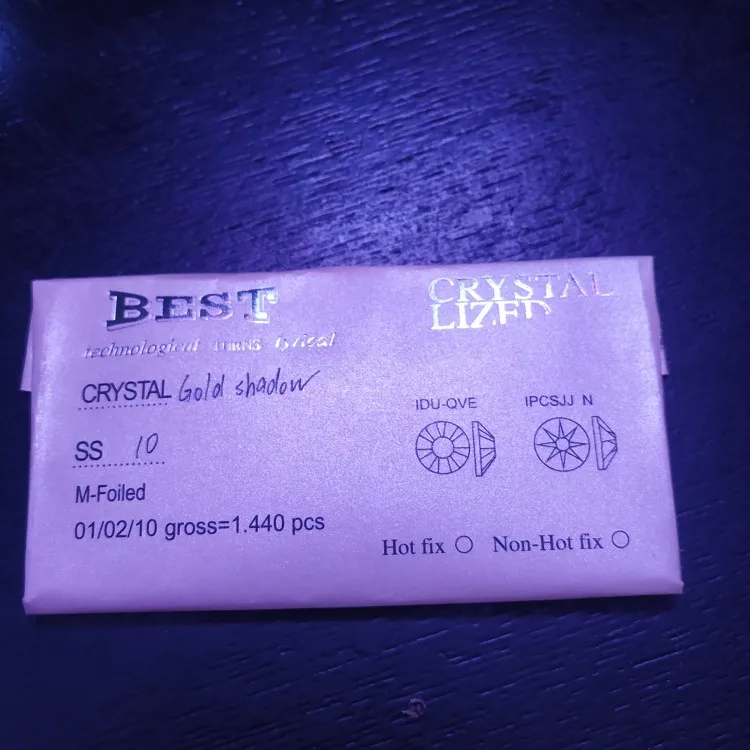 BEST
technological TURNS lyrical
CRYSTAL
LIZED
CRYSTAL Gold shadow
SS 10
M-Foiled
01/02/10 gross=1.440 pcs
IDU-QVE
IPCSJJ N
Hot fix
Non-Hot fix